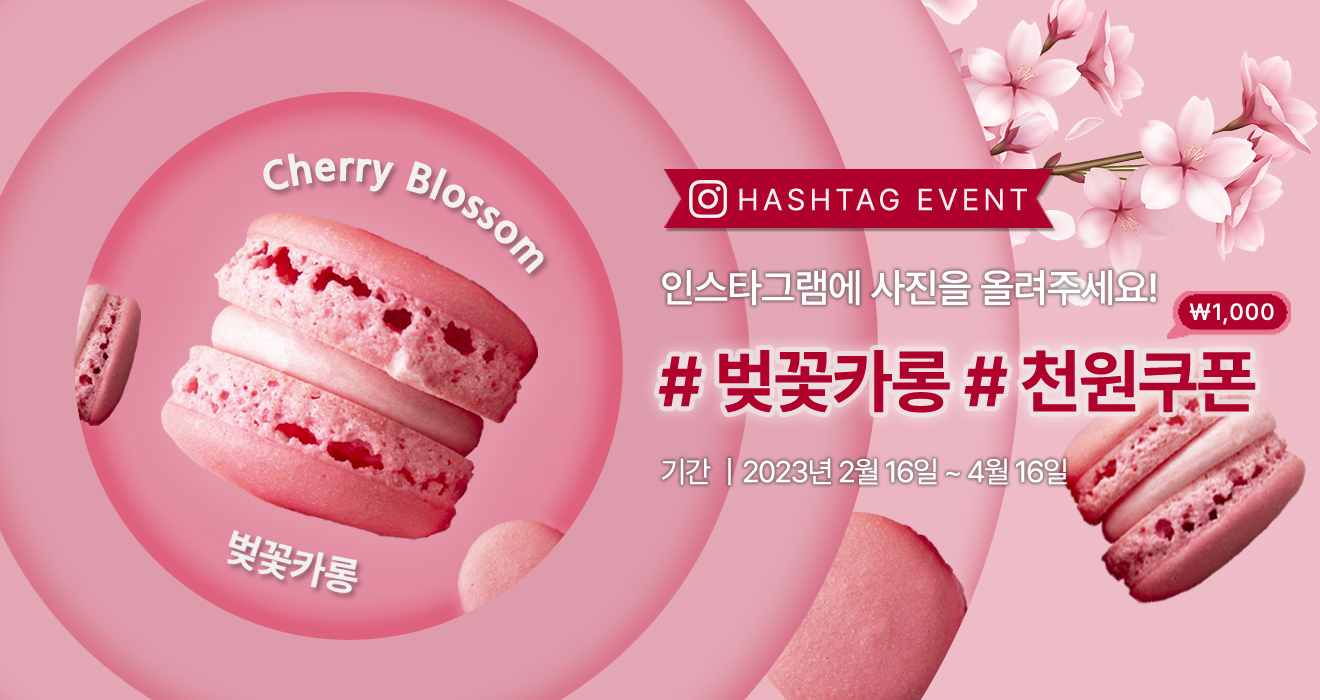 Cherry Blossom
벚꽃카롱
HASHTAG EVENT
인스타그램에 사진을 올려주세요!
₩1,000
# 벚꽃카롱 # 천원쿠폰
기간 | 2023년 2월 16일 ~ 4월 16일